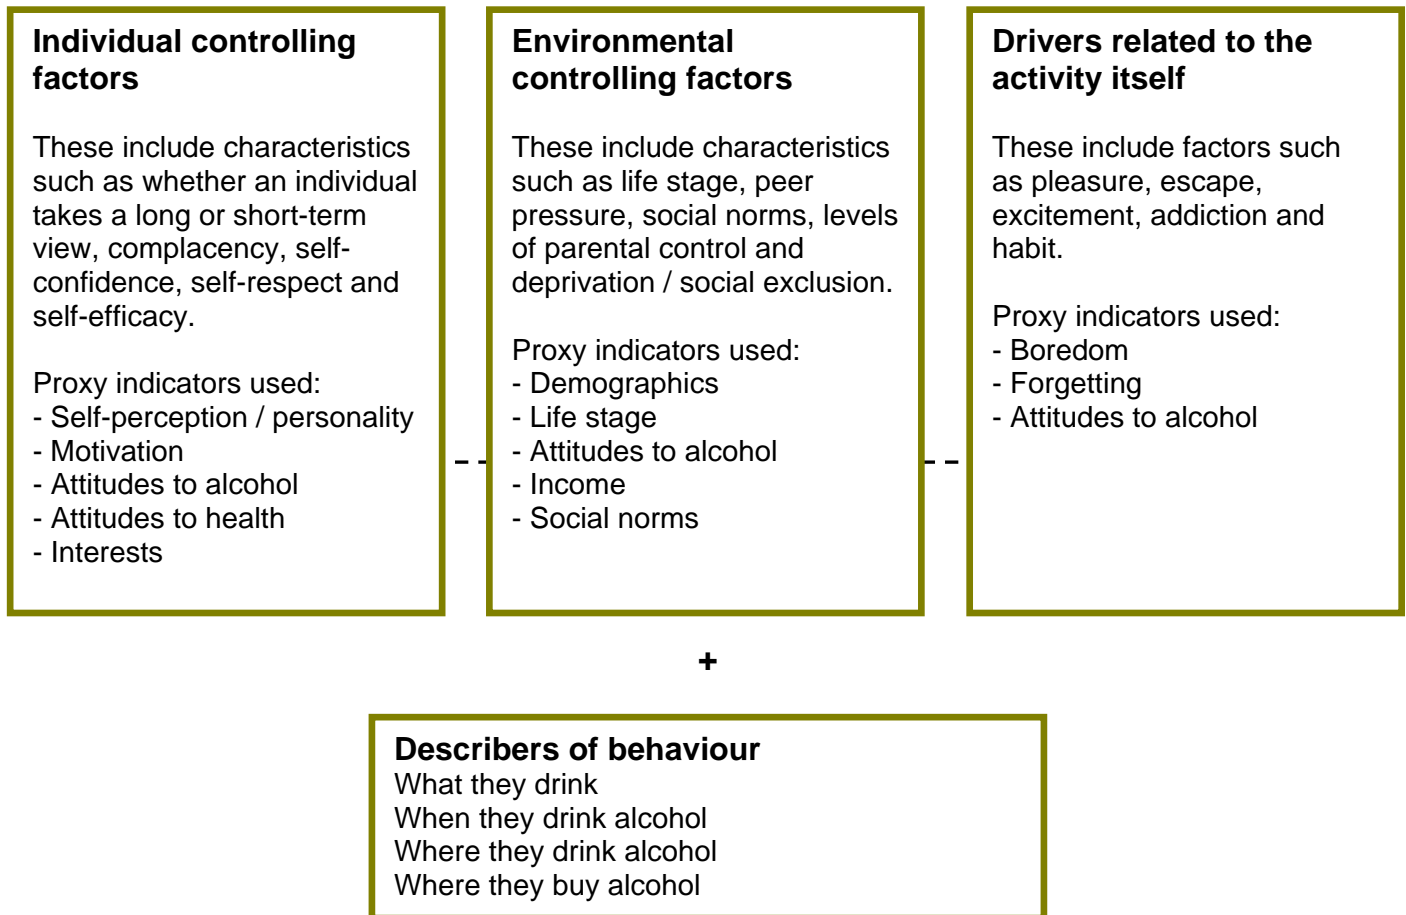 Individual controlling
factors
These include characteristics
such as whether an individual
takes a long or short-term
view, complacency, self-
confidence, self-respect and
self-efficacy.
Proxy indicators used:
- Self-perception / personality
- Motivation
- Attitudes to alcohol
- Attitudes to health
- Interests
Environmental
controlling factors
These include characteristics
such as life stage, peer
pressure, social norms, levels
of parental control and
deprivation / social exclusion.
Proxy indicators used:
- Demographics
- Life stage
- Attitudes to alcohol
- Income
- Social norms
Drivers related to the
activity itself
These include factors such
as pleasure, escape,
excitement, addiction and
habit.
Proxy indicators used:
- Boredom
- Forgetting
- Attitudes to alcohol
+
Describers of behaviour
What they drink
When they drink alcohol
Where they drink alcohol
Where they buy alcohol